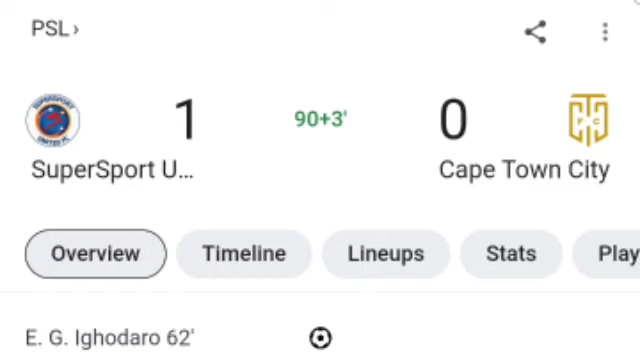 PSL ›
1 90+3' 0
SuperSport U... Cape Town City
Overview Timeline Lineups Stats Play
E. G. Ighodaro 62'